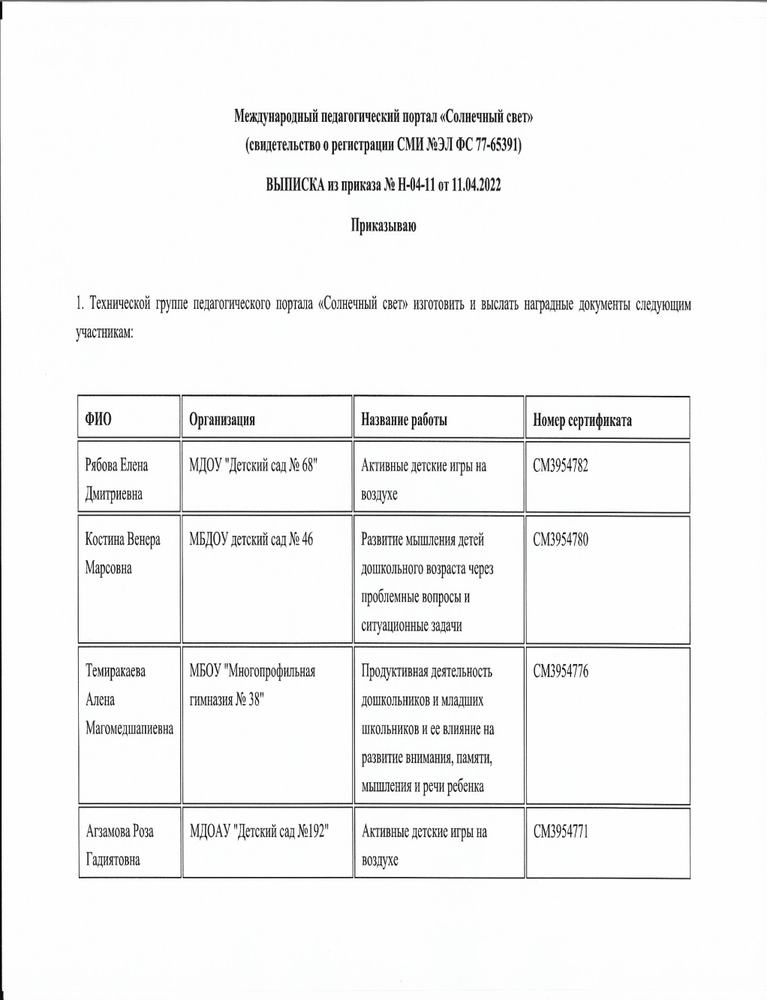 Международный педагогический портал «Солнечный свет»
(свидетельство о регистрации СМИ №ЭЛ ФС 77-65391)
ВЫПИСКА из приказа № Н-04-11 от 11.04.2022
Приказываю
1. Технической группе педагогического портала «Солнечный свет» изготовить и выслать наградные документы следующим
участникам:
ФИО
Организация
Название работы
Номер сертификата
Рябова Елена
Дмитриевна
МДОУ "Детский сад № 68"
Активные детские игры на
воздухе
СМ3954782
Костина Венера
Марсовна
МБДОУ детский сад № 46
Развитие мышления детей
дошкольного возраста через
проблемные вопросы и
ситуационные задачи
СМ3954780
Темиракаева
Алена
Магомедшапиевна
МБОУ "Многопрофильная
гимназия № 38"
Продуктивная деятельность
дошкольников и младших
школьников и ее влияние на
развитие внимания, памяти,
мышления и речи ребенка
СМ3954776
Агзамова Роза
Гадиятовна
МДОАУ "Детский сад №192"
Активные детские игры на
воздухе
СМ3954771